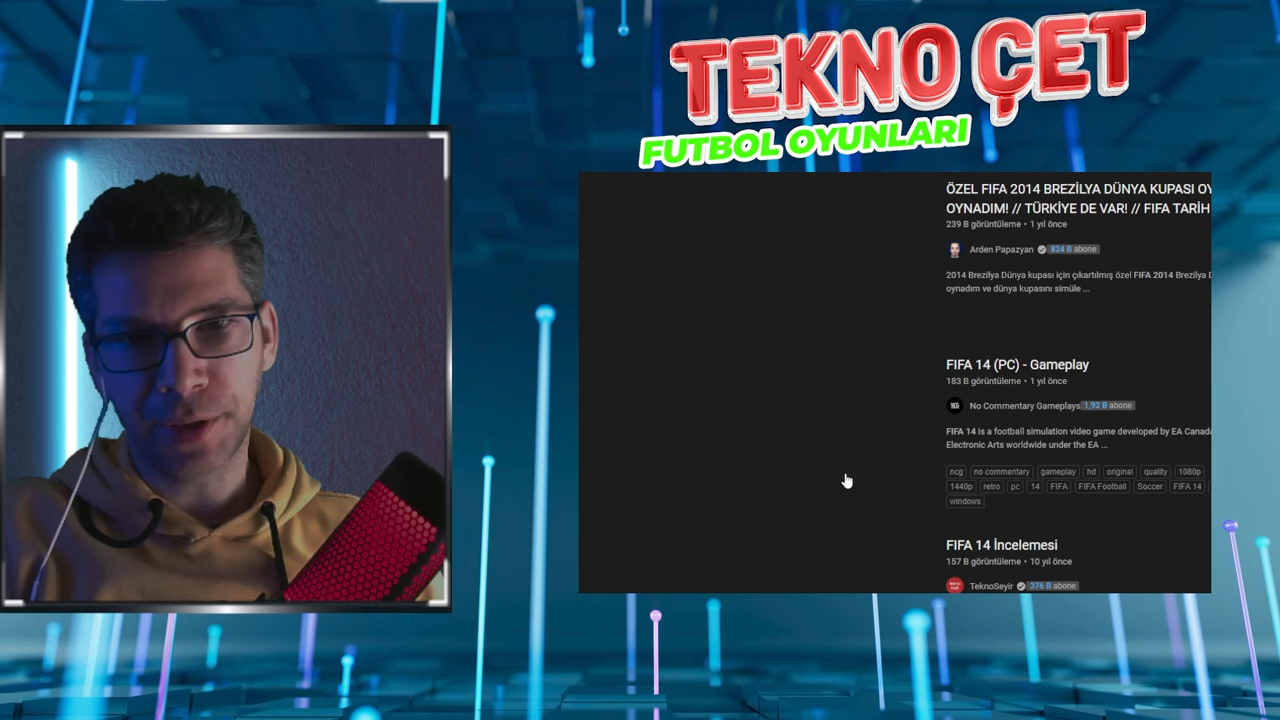 TEKNO ÇET
FUTBOL OYUNLARI
ÖZEL FIFA 2014 BREZİLYA DÜNYA KUPASI
OYNADIM! // TÜRKİYE DE VAR! // FIFA TARİH
239 B görüntüleme • 1 yıl önce
Arden Papazyan 824 B abone
2014 Brezilya Dünya kupası için çıkartılmış özel FIFA 2014 Brezilya
oynadım ve dünya kupasını simüle ...
FIFA 14 (PC) - Gameplay
183 B görüntüleme • 1 yıl önce
No Commentary Gameplays 1,92 B abone
FIFA 14 is a football simulation video game developed by EA Canada
Electronic Arts worldwide under the EA ...
ncg no commentary gameplay hd original quality 1080p
1440p retro pc 14 FIFA FIFA Football Soccer FIFA 14
windows
FIFA 14 İncelemesi
157 B görüntüleme • 10 yıl önce
TeknoSeyir 376 B abone